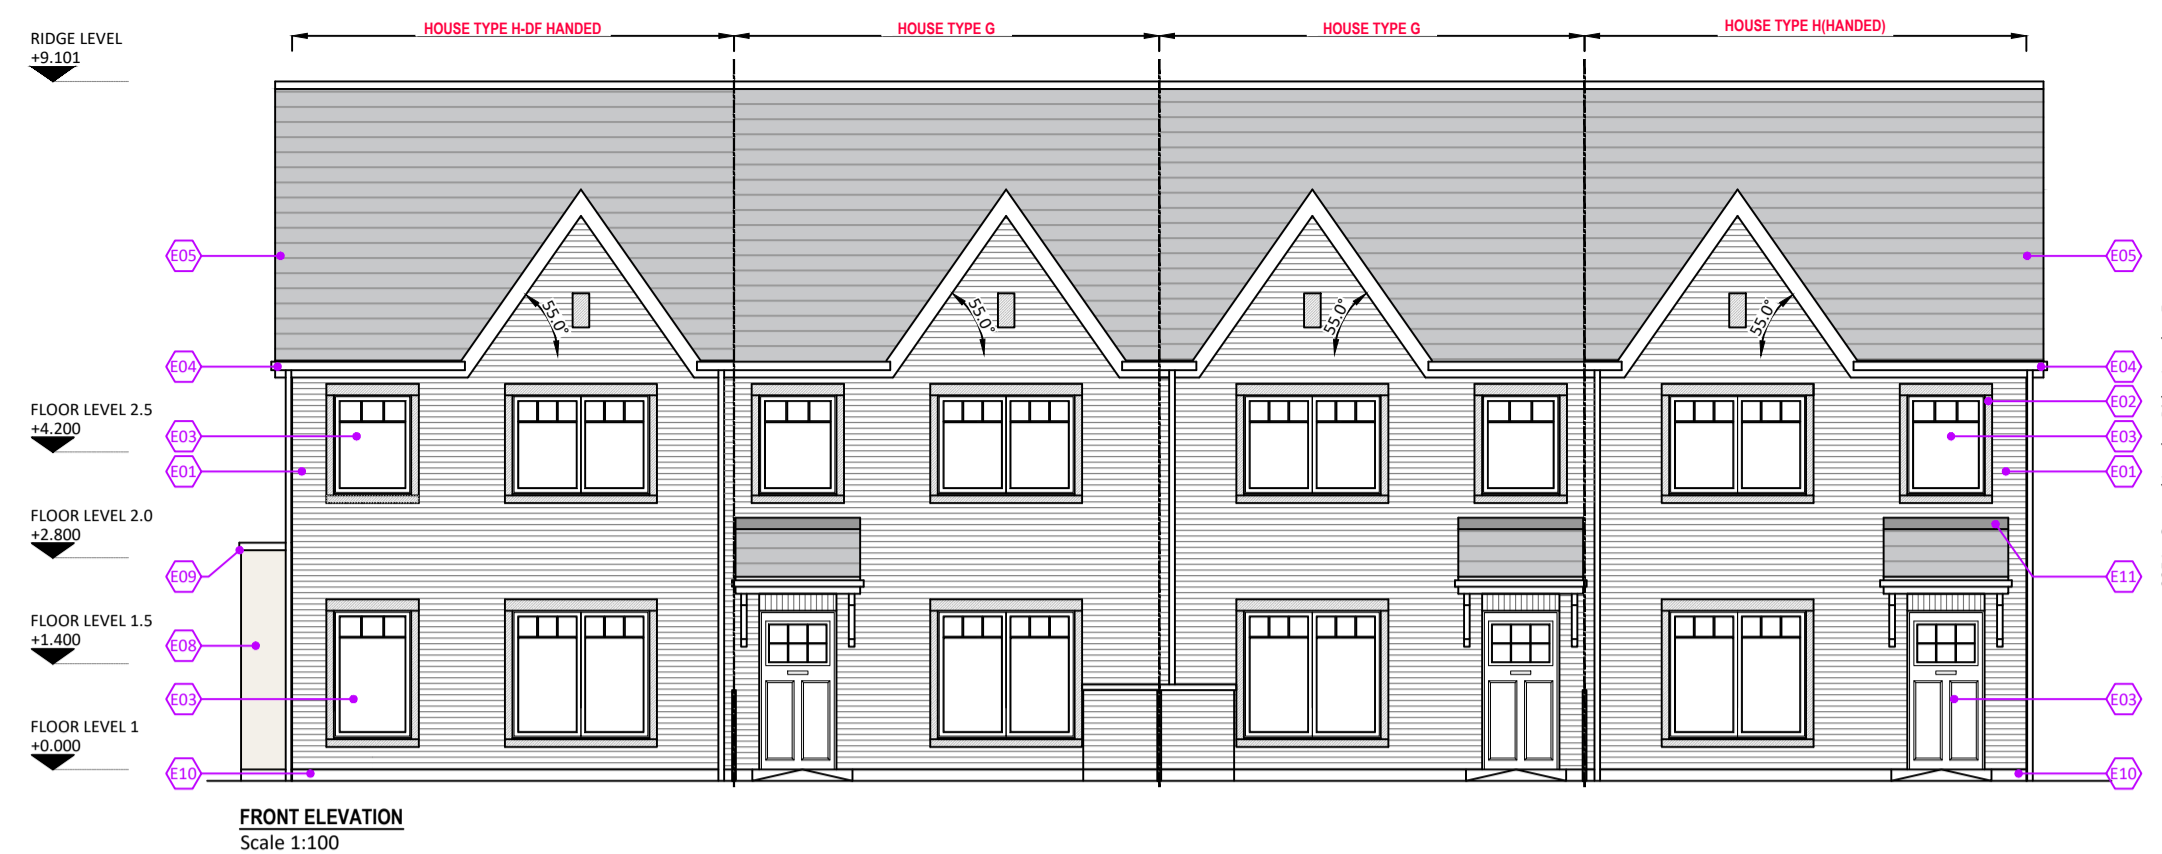 HOUSE TYPE H-DF HANDED
HOUSE TYPE G
HOUSE TYPE G
HOUSE TYPE H(HANDED)
RIDGE LEVEL
+9.101
E05
E05
55.0°
55.0°
55.0°
55.0°
E04
E04
FLOOR LEVEL 2.5
+4.200
E02
E03
E03
E01
E01
FLOOR LEVEL 2.0
+2.800
E09
E11
FLOOR LEVEL 1.5
+1.400
E08
E03
E03
FLOOR LEVEL 1
+0.000
E10
E10
FRONT ELEVATION
Scale 1:100